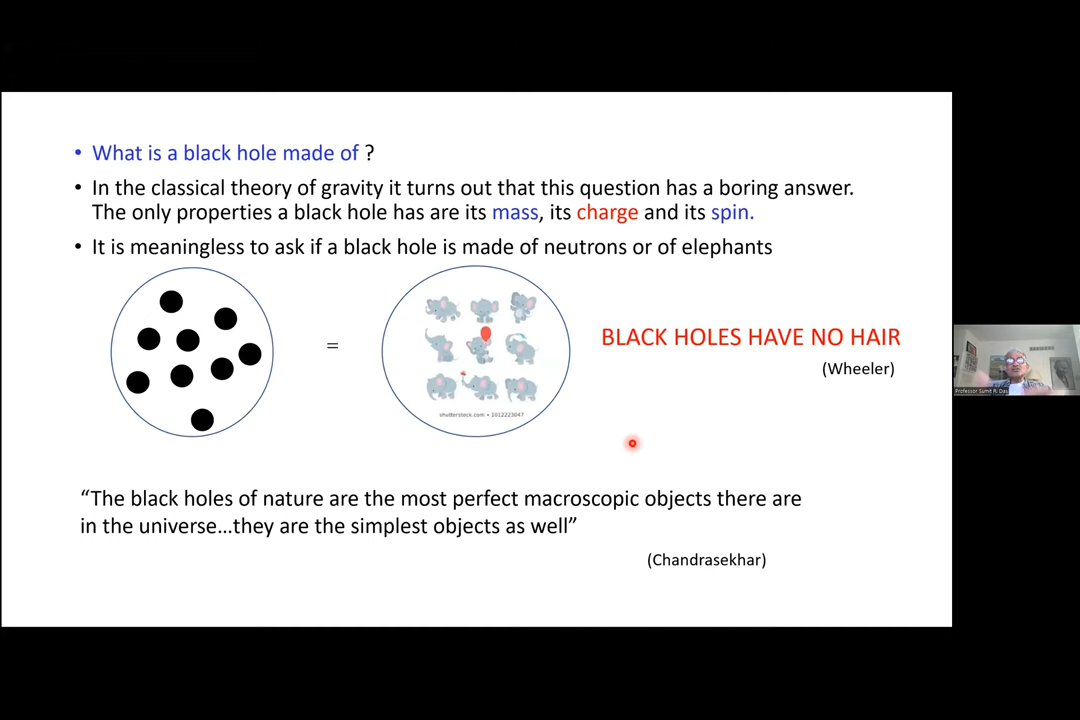 • What is a black hole made of ?
• In the classical theory of gravity it turns out that this question has a boring answer.
The only properties a black hole has are its mass, its charge and its spin.
• It is meaningless to ask if a black hole is made of neutrons or of elephants
=
BLACK HOLES HAVE NO HAIR
(Wheeler)
shutterstock.com • 1012223047
Professor Sumit R. Das
“The black holes of nature are the most perfect macroscopic objects there are
in the universe...they are the simplest objects as well”
(Chandrasekhar)